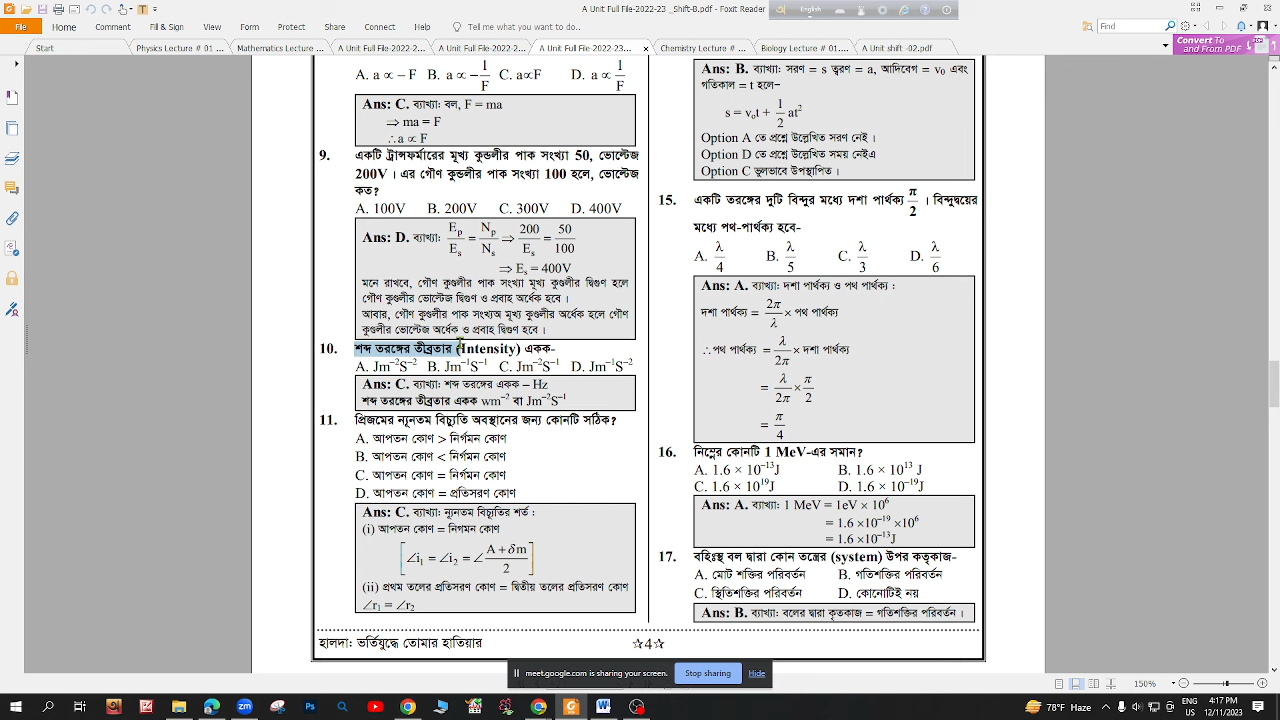 A Unit Full File-2022-23 _Shift-B.pdf - Foxit Reader
English
File Home Comment Fill & Sign Form Protect Share Connect Help Tell me what you want to do...
Find
Start Physics Lecture # 01 ... Mathematics Lecture ... A Unit Full File-2022-2... A Unit Full File-2022-2... A Unit Full File-2022-23... Chemistry Lecture # ... Biology Lecture # 01... A Unit shift -02.pdf
Convert To
and From PDF
A. a ∝ – F B. a ∝ – 1/F C. a∝F D. a ∝ 1/F
Ans: C. ব্যাখ্যা: বল, F = ma
⇒ ma = F
∴a ∝ F
9. একটি ট্রান্সফর্মারের মূখ্য কুন্ডলীর পাক সংখ্যা 50, ভোল্টেজ
200V। এর গৌণ কুন্ডলীর পাক সংখ্যা 100 হলে, ভোল্টেজ
কত?
A. 100V B. 200V C. 300V D. 400V
Ans: D. ব্যাখ্যা: Ep/Es = Np/Ns ⇒ 200/Es = 50/100
⇒ Es = 400V
মনে রাখবে, গৌণ কুণ্ডলীর পাক সংখ্যা মূখ্য কুণ্ডলীর দ্বিগুণ হলে
গৌণ কুণ্ডলীর ভোল্টেজ দ্বিগুণ ও প্রবাহ অর্ধেক হবে।
আবার, গৌণ কুণ্ডলীর পাক সংখ্যঅ মূখ্য কুণ্ডলীর অর্ধেক হলে গৌণ
কুণ্ডলীর ভোল্টেজ অর্ধেক ও প্রবাহ দ্বিগুণ হবে।
10. শব্দ তরঙ্গের তীব্রতার (Intensity) একক-
A. Jm⁻²S⁻² B. Jm⁻¹S⁻¹ C. Jm⁻²S⁻¹ D. Jm⁻¹S⁻²
Ans: C. ব্যাখ্যা: শব্দ তরঙ্গের একক – Hz
শব্দ তরঙ্গের তীব্রতার একক wm⁻² বা Jm⁻²S⁻¹
11. প্রিজমের ন্যূনতম বিচ্যুতি অবস্থানের জন্য কোনটি সঠিক?
A. আপতন কোণ > নির্গমন কোণ
B. আপতন কোণ < নির্গমন কোণ
C. আপতন কোণ = নির্গমন কোণ
D. আপতন কোণ = প্রতিসরণ কোণ
Ans: C. ব্যাখ্যা: ন্যূনতম বিচ্যুতির শর্ত:
(i) আপতন কোণ = নিগমন কোণ
[∠i₁ = ∠i₂ = ∠ (A + δm)/2]
(ii) প্রথম তলের প্রতিসরণ কোণ = দ্বিতীয় তলের প্রতিসরণ কোণ
∠r₁ = ∠r₂
Ans: B. ব্যাখ্যা: সরণ = s ত্বরণ = a, আদিবেগ = v₀ এবং
গতিকাল = t হলে-
s = v₀t + 1/2 at²
Option A তে প্রশ্নে উল্লেখিত সরণ নেই।
Option D তে প্রশ্নে উল্লেখিত সময় নেইএ
Option C ভুলভাবে উপস্থাপিত।
15. একটি তরঙ্গের দুটি বিন্দুর মধ্যে দশা পার্থক্য π/2। বিন্দুদ্বয়ের
মধ্যে পথ-পার্থক্য হবে-
A. λ/4 B. λ/5 C. λ/3 D. λ/6
Ans: A. ব্যাখ্যা: দশা পার্থক্য ও পথ পার্থক্য:
দশা পার্থক্য = 2π/λ × পথ পার্থক্য
∴পথ পার্থক্য = λ/2π × দশা পার্থক্য
= λ/2π × π/2
= π/4
16. নিম্নের কোনটি 1 MeV-এর সমান?
A. 1.6 × 10⁻¹³J B. 1.6 × 10¹³ J
C. 1.6 × 10¹⁹J D. 1.6 × 10⁻¹⁹J
Ans: A. ব্যাখ্যা: 1 MeV = 1eV × 10⁶
= 1.6 ×10⁻¹⁹ ×10⁶
= 1.6 ×10⁻¹³J
17. বহিঃস্থ বল দ্বারা কোন তন্ত্রের (system) উপর কতৃকাজ-
A. মোট শক্তির পরিবর্তন B. গতিশক্তির পরিবর্তন
C. স্থিতিশক্তির পরিবর্তন D. কোনোটিই নয়
Ans: B. ব্যাখ্যা: বলের দ্বারা কৃতকাজ = গতিশক্তির পরিবর্তন।
হালদা: ভর্তিযুদ্ধে তোমার হাতিয়ার ☆4☆
meet.google.com is sharing your screen. Stop sharing Hide
150%
75°F Haze ENG US 4:17 PM 12/11/2023